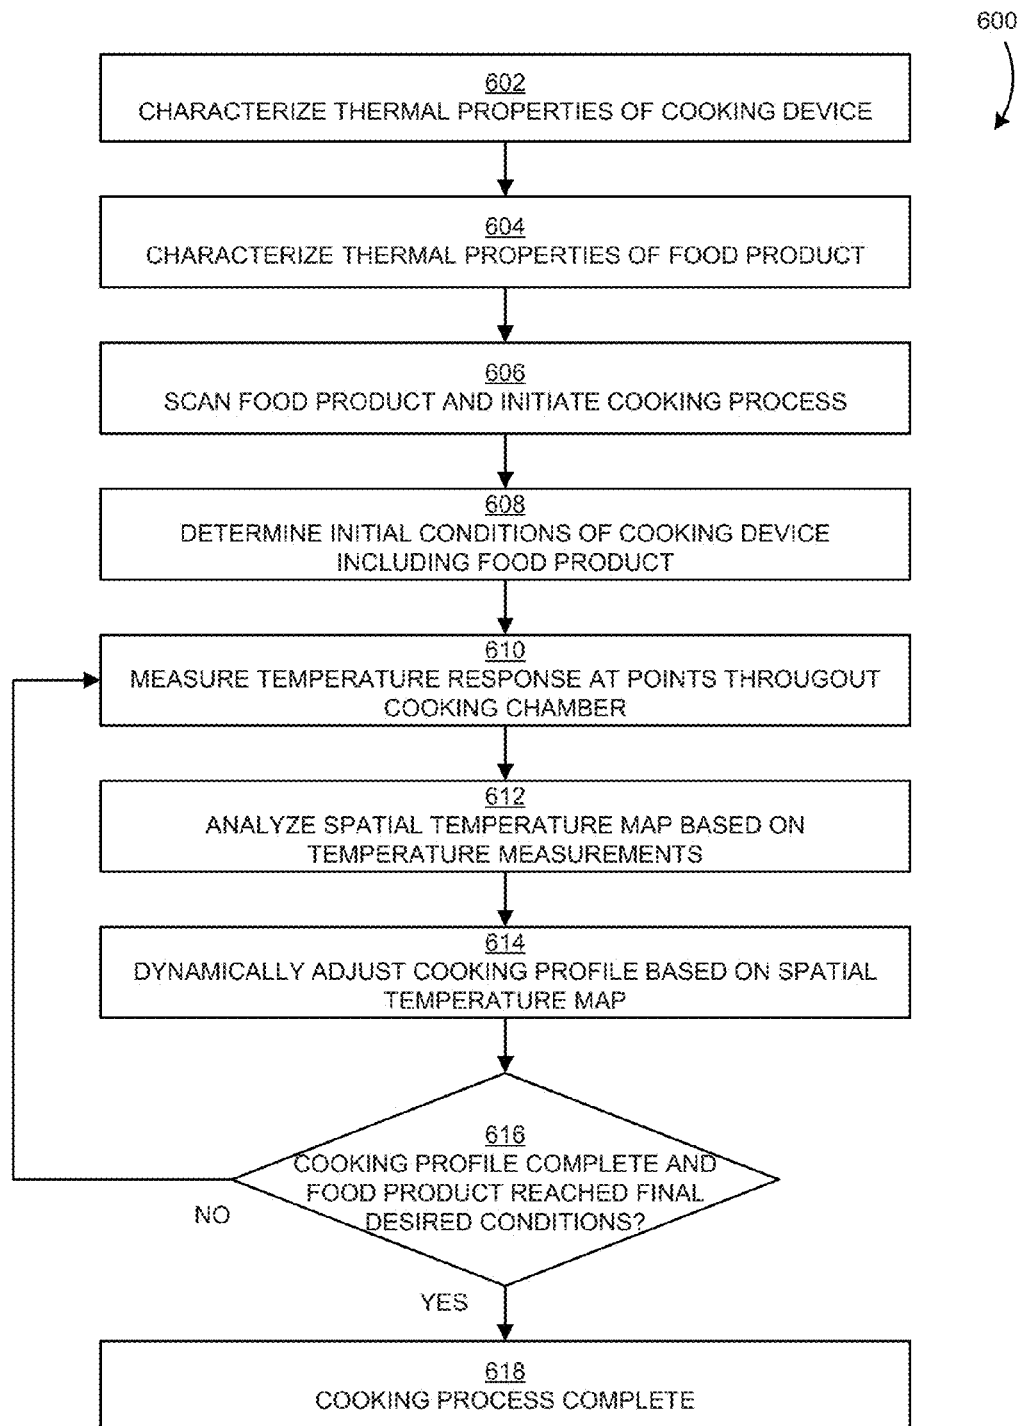 600
602
CHARACTERIZE THERMAL PROPERTIES OF COOKING DEVICE
604
CHARACTERIZE THERMAL PROPERTIES OF FOOD PRODUCT
606
SCAN FOOD PRODUCT AND INITIATE COOKING PROCESS
608
DETERMINE INITIAL CONDITIONS OF COOKING DEVICE
INCLUDING FOOD PRODUCT
610
MEASURE TEMPERATURE RESPONSE AT POINTS THROUGOUT
COOKING CHAMBER
612
ANALYZE SPATIAL TEMPERATURE MAP BASED ON
TEMPERATURE MEASUREMENTS
614
DYNAMICALLY ADJUST COOKING PROFILE BASED ON SPATIAL
TEMPERATURE MAP
616
COOKING PROFILE COMPLETE AND
FOOD PRODUCT REACHED FINAL
DESIRED CONDITIONS?
NO
YES
618
COOKING PROCESS COMPLETE